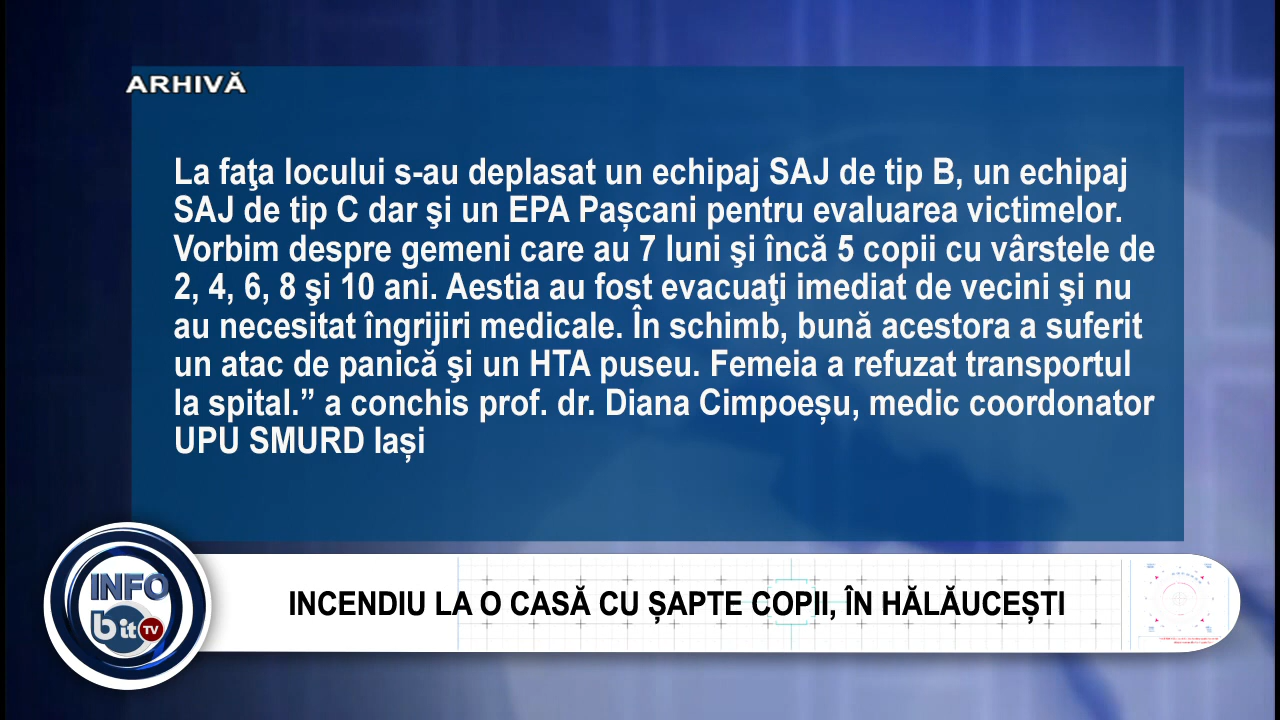 ARHIVĂ
La faţa locului s-au deplasat un echipaj SAJ de tip B, un echipaj
SAJ de tip C dar şi un EPA Pașcani pentru evaluarea victimelor.
Vorbim despre gemeni care au 7 luni şi încă 5 copii cu vârstele de
2, 4, 6, 8 şi 10 ani. Aestia au fost evacuaţi imediat de vecini şi nu
au necesitat îngrijiri medicale. În schimb, bună acestora a suferit
un atac de panică şi un HTA puseu. Femeia a refuzat transportul
la spital.” a conchis prof. dr. Diana Cimpoeșu, medic coordonator
UPU SMURD Iași
INFO
bit TV
INCENDIU LA O CASĂ CU ȘAPTE COPII, ÎN HĂLĂUCEȘTI